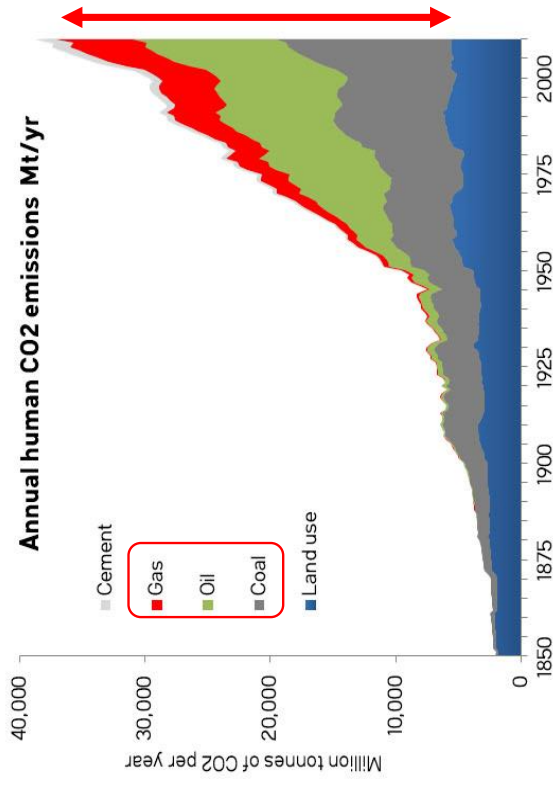 Annual human CO2 emissions Mt/yr
Million tonnes of CO2 per year
40,000
30,000
20,000
10,000
0
Cement
Gas
Oil
Coal
Land use
1850
1875
1900
1925
1950
1975
2000